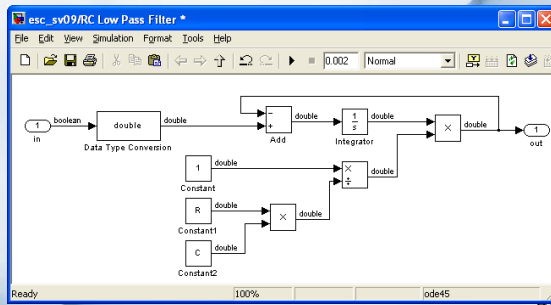 esc_sv09/RC Low Pass Filter *
File Edit View Simulation Format Tools Help
0.002 Normal
1 boolean double double - + double 1/s double × double 1
in Data Type Conversion Add Integrator out
1 double × ÷ double
Constant
R double × double
Constant1
C double
Constant2
Ready 100% ode45